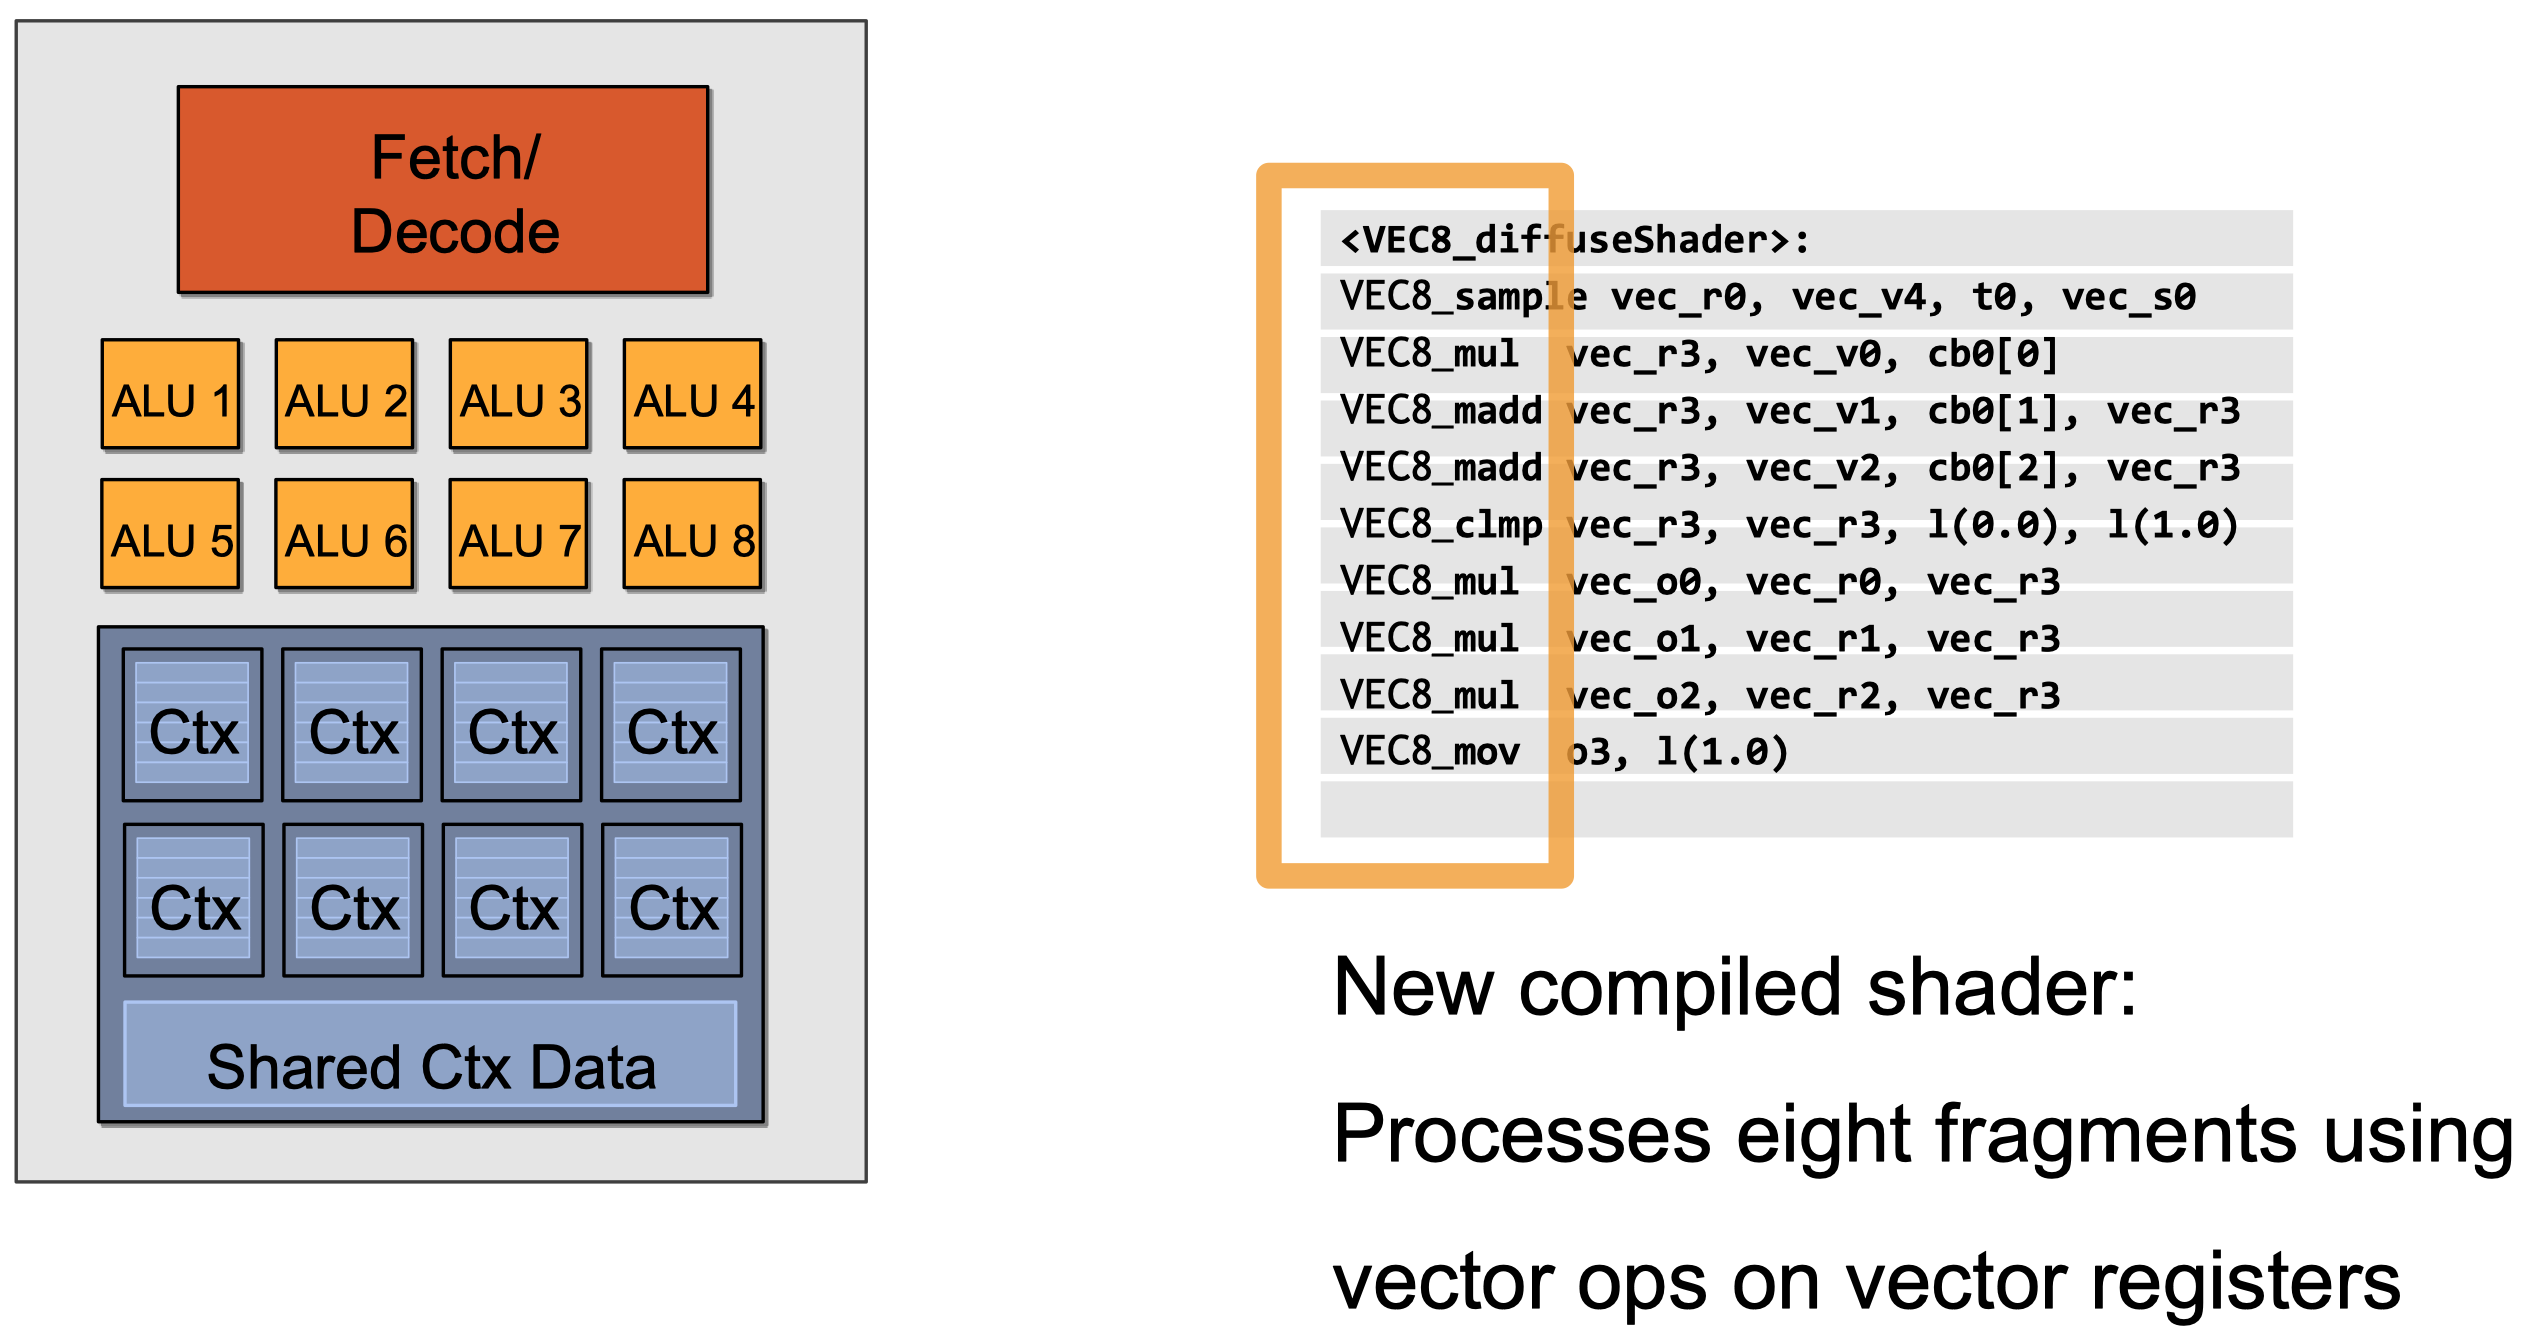 Fetch/
Decode
ALU 1 ALU 2 ALU 3 ALU 4
ALU 5 ALU 6 ALU 7 ALU 8
Ctx Ctx Ctx Ctx
Ctx Ctx Ctx Ctx
Shared Ctx Data
<VEC8_diffuseShader>:
VEC8_sample vec_r0, vec_v4, t0, vec_s0
VEC8_mul vec_r3, vec_v0, cb0[0]
VEC8_madd vec_r3, vec_v1, cb0[1], vec_r3
VEC8_madd vec_r3, vec_v2, cb0[2], vec_r3
VEC8_clmp vec_r3, vec_r3, l(0.0), l(1.0)
VEC8_mul vec_o0, vec_r0, vec_r3
VEC8_mul vec_o1, vec_r1, vec_r3
VEC8_mul vec_o2, vec_r2, vec_r3
VEC8_mov o3, l(1.0)
New compiled shader:
Processes eight fragments using
vector ops on vector registers